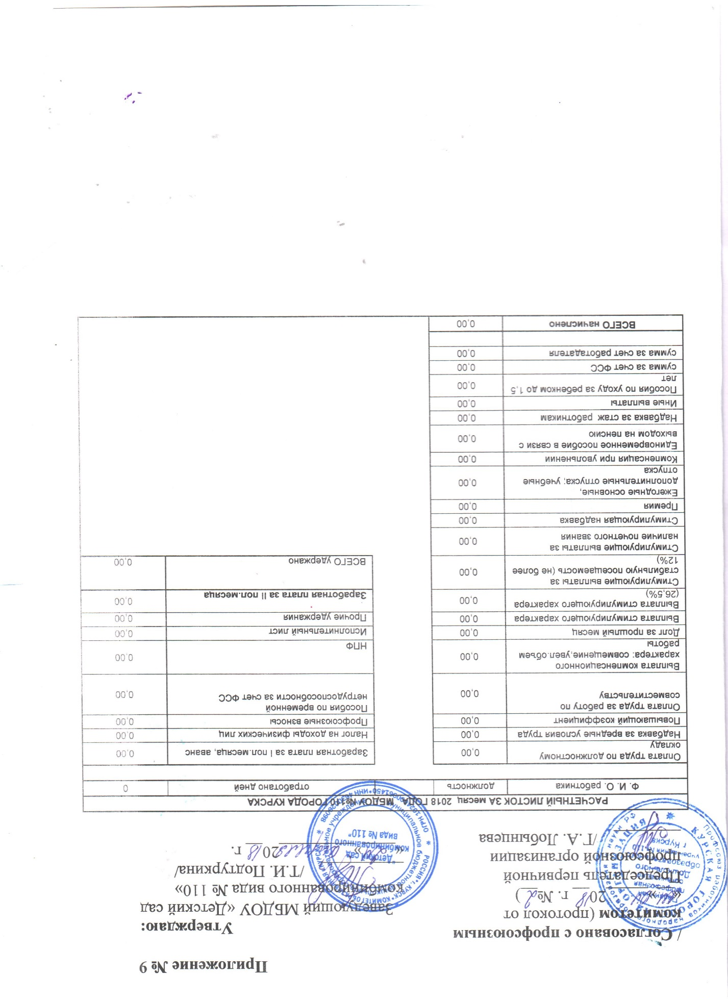 Приложение № 9
Согласовано с профсоюзным
комитетом (протокол от
2018 г. № 2)
Председатель первичной
профсоюзной организации
/Т.А. Лобынцева
/
Утверждаю:
Заведующий МБДОУ «Детский сад
комбинированного вида № 110»
/Т.И. Подтуркина/
2018 г.
"Детский сад
комбинированного
вида № 110"
РАСЧЕТНЫЙ ЛИСТОК ЗА месяц 2018 ГОДА МБДОУ №110 ГОРОДА КУРСКА
Ф. И. О. работника должность отработано дней 0
Оплата труда по должностному
окладу 0,00
Надбавка за вредные условия труда 0,00
Повышающий коэффициент 0,00
Оплата труда за работу по
совместительству 0,00
Выплата компенсационного
характера: совмещение,увел.объем
работы 0,00
Долг за прошлый месяц 0,00
Выплата стимулирующего характера 0,00
Выплата стимулирующего характера
(26,5%) 0,00
Стимулирующие выплаты за
стабильную посещаемость (не более
12%) 0,00
Стимулирующие выплаты за
наличие почетного звания 0,00
Стимулирующая надбавка 0,00
Премия 0,00
Ежегодные основные,
дополнительные отпуска; учебные
отпуска 0,00
Компенсация при увольнении 0,00
Единовременное пособие в связи с
выходом на пенсию 0,00
Надбавка за стаж работникам 0,00
Иные выплаты 0,00
Пособия по уходу за ребенком до 1,5
лет 0,00
сумма за счет ФСС 0,00
сумма за счет работадателя 0,00
ВСЕГО начислено 0,00
Заработная плата за I пол.месяца, аванс 0,00
Налог на доходы физических лиц 0,00
Профсоюзные взносы 0,00
Пособия по временной
нетрудоспособности за счет ФСС 0,00
НПФ 0,00
Исполнительный лист 0,00
Прочие удержания 0,00
Заработная плата за II пол.месяца 0,00
ВСЕГО удержано 0,00